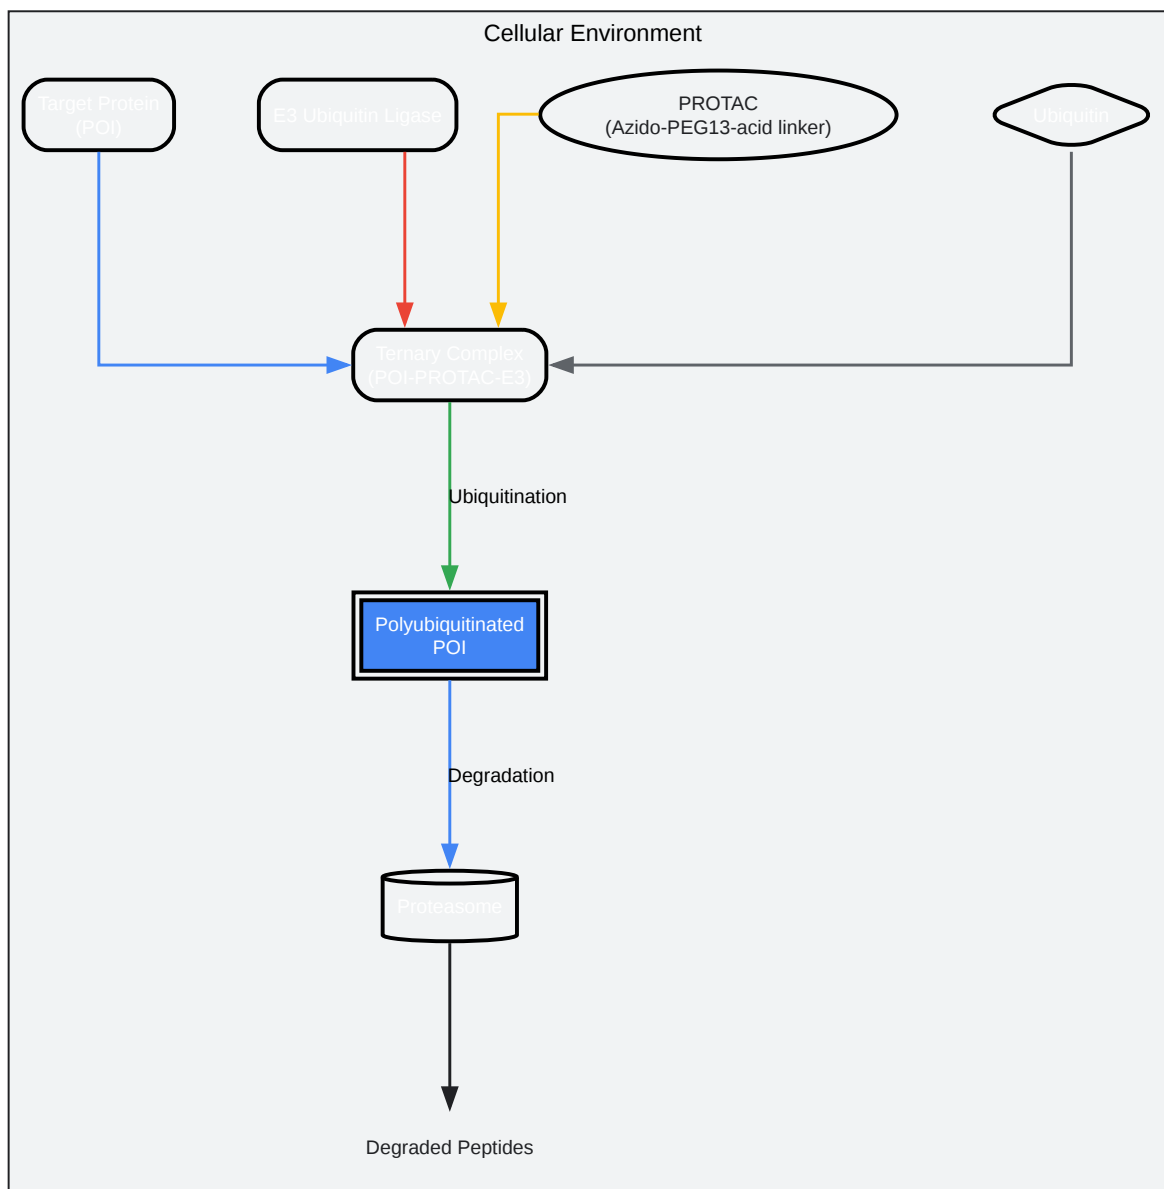 Cellular Environment
Target Protein
(POI)
E3 Ubiquitin Ligase
PROTAC
(Azido-PEG13-acid linker)
Ubiquitin
Ternary Complex
(POI-PROTAC-E3)
Ubiquitination
Polyubiquitinated
POI
Degradation
Proteasome
Degraded Peptides